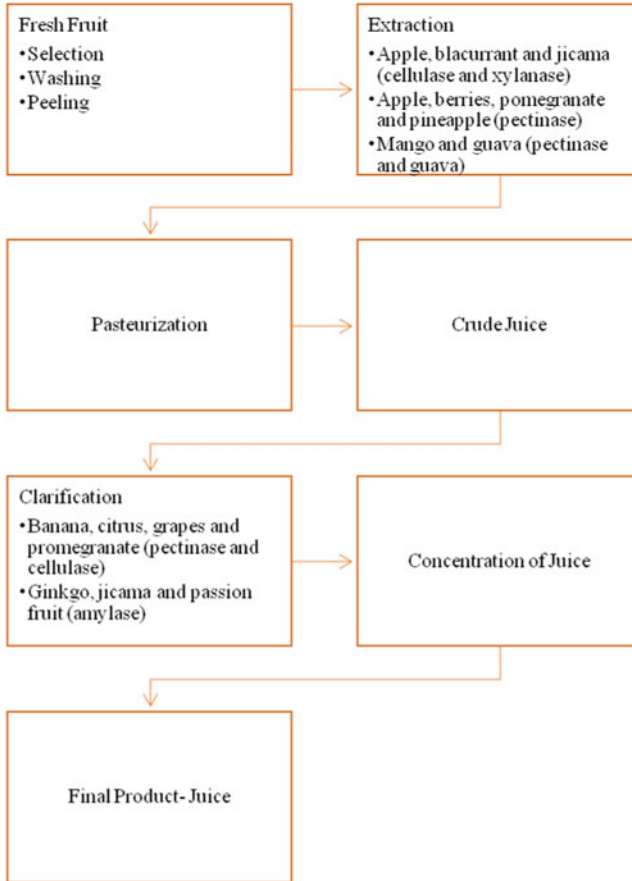 Fresh Fruit
•Selection
•Washing
•Peeling
Extraction
•Apple, blacurrant and jicama
(cellulase and xylanase)
•Apple, berries, pomegranate
and pineapple (pectinase)
•Mango and guava (pectinase
and guava)
Pasteurization
Crude Juice
Clarification
•Banana, citrus, grapes and
promegranate (pectinase and
cellulase)
•Ginkgo, jicama and passion
fruit (amylase)
Concentration of Juice
Final Product- Juice